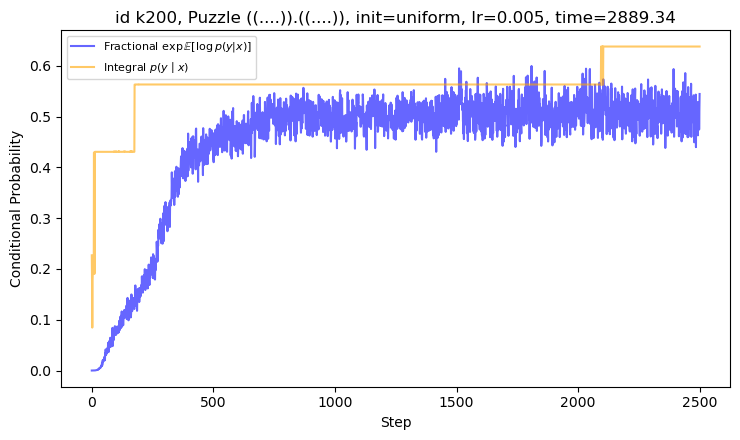 id k200, Puzzle ((....)).((....)), init=uniform, lr=0.005, time=2889.34
Fractional exp 𝔼[log p(y|x)]
Integral p(y | x)
Conditional Probability
0.6
0.5
0.4
0.3
0.2
0.1
0.0
0 500 1000 1500 2000 2500
Step